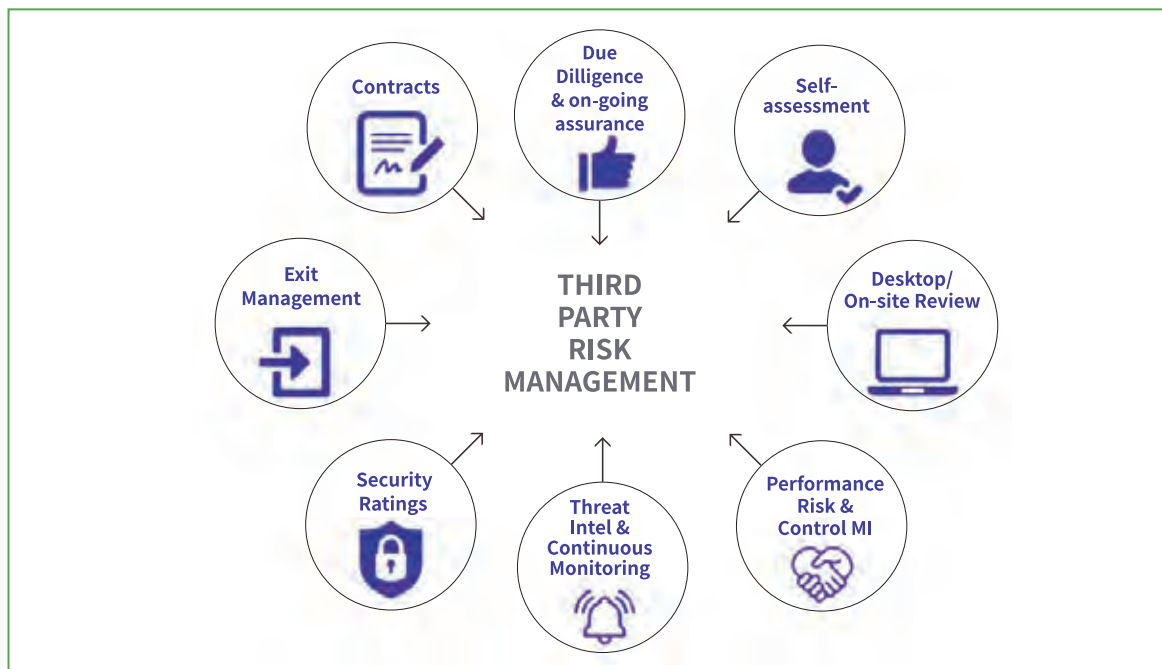 Contracts
Due
Dilligence
& on-going
assurance
Self-
assessment
Exit
Management
THIRD
PARTY
RISK
MANAGEMENT
Desktop/
On-site Review
Security
Ratings
Threat
Intel &
Continuous
Monitoring
Performance
Risk &
Control MI